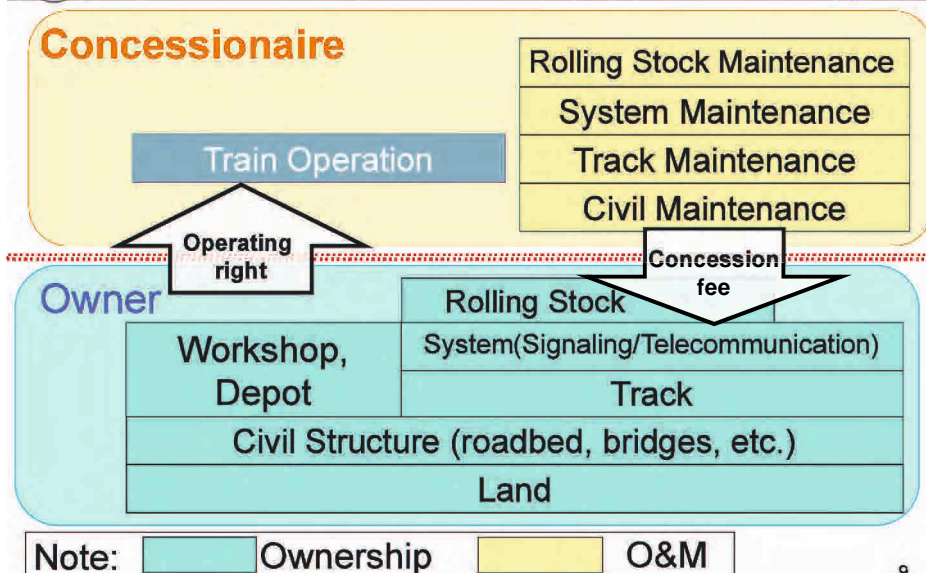 Concessionaire
Rolling Stock Maintenance
System Maintenance
Train Operation
Track Maintenance
Civil Maintenance
Operating
right
Concession
fee
Owner
Rolling Stock
Workshop,
Depot
System(Signaling/Telecommunication)
Track
Civil Structure (roadbed, bridges, etc.)
Land
Note:
Ownership
O&M
9